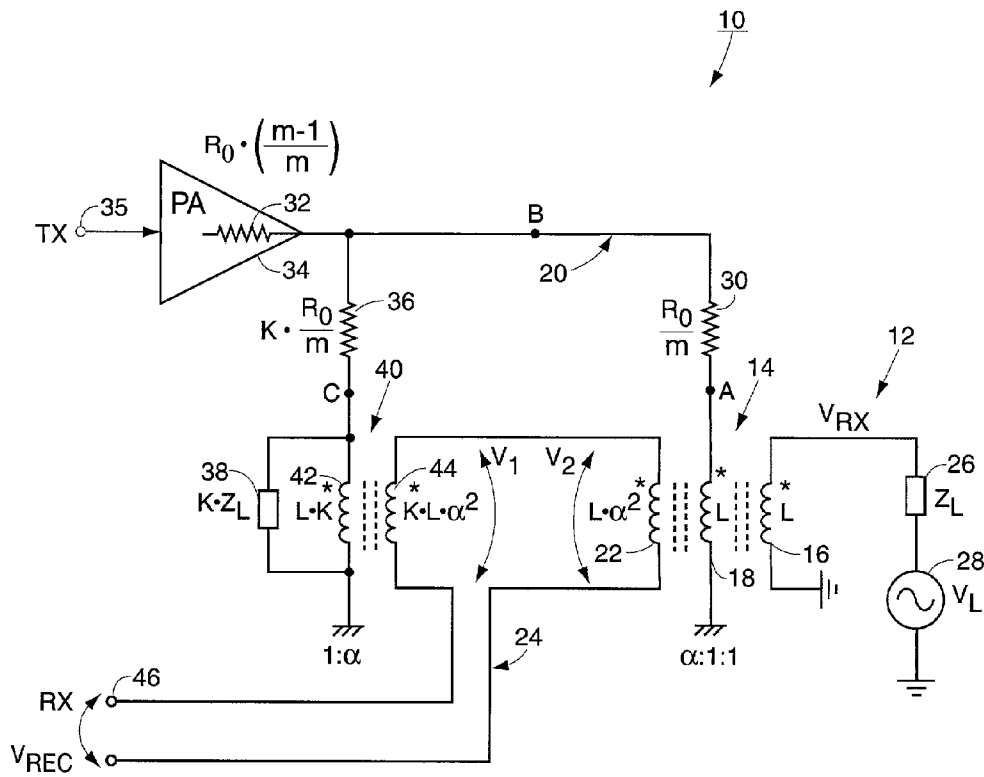 10
R0 · (m-1/m)
35
PA
32
TX
34
B
20
36
K · R0/m
30
R0/m
40
C
A
14
12
VRX
38
K·ZL
42
*
L·K
44
*
K·L·α²
V1
V2
*
L·α²
22
*
L
18
*
L
16
26
ZL
28
VL
1:α
24
α:1:1
RX
46
VREC